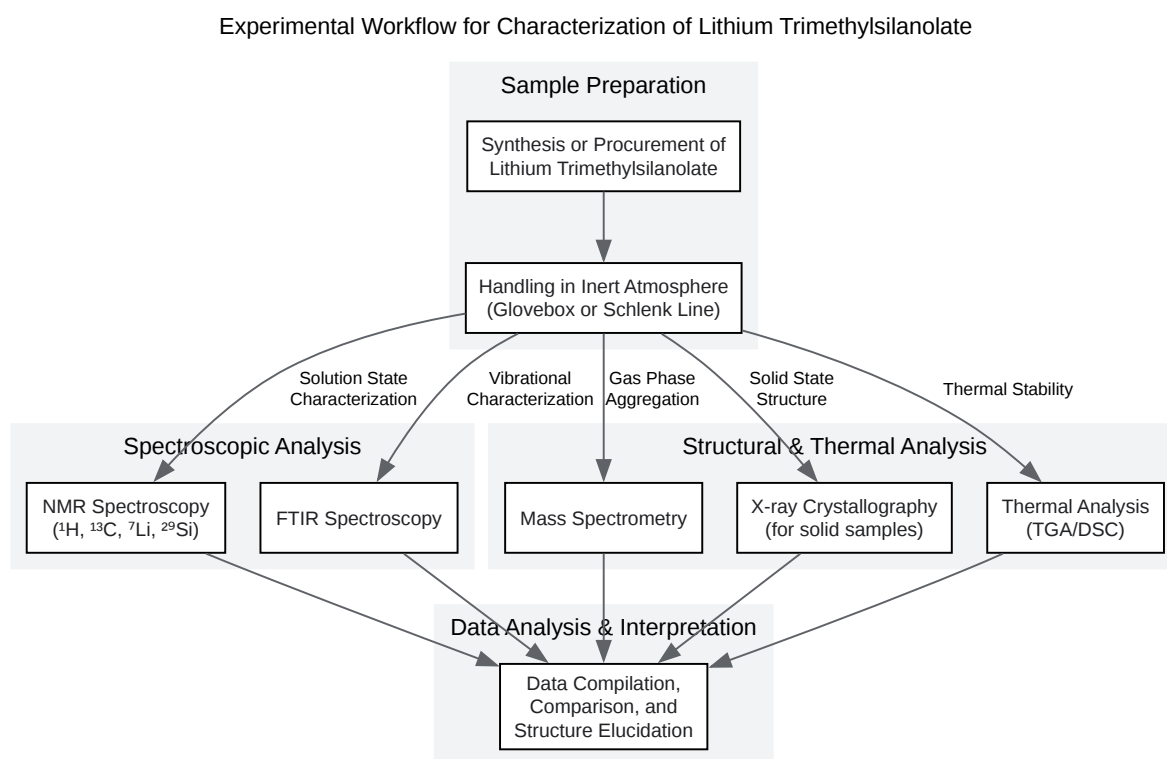 Experimental Workflow for Characterization of Lithium Trimethylsilanolate
Sample Preparation
Synthesis or Procurement of
Lithium Trimethylsilanolate
Handling in Inert Atmosphere
(Glovebox or Schlenk Line)
Solution State
Characterization
Vibrational
Characterization
Gas Phase
Aggregation
Solid State
Structure
Thermal Stability
Spectroscopic Analysis
Structural & Thermal Analysis
NMR Spectroscopy
(¹H, ¹³C, ⁷Li, ²⁹Si)
FTIR Spectroscopy
Mass Spectrometry
X-ray Crystallography
(for solid samples)
Thermal Analysis
(TGA/DSC)
Data Analysis & Interpretation
Data Compilation,
Comparison, and
Structure Elucidation